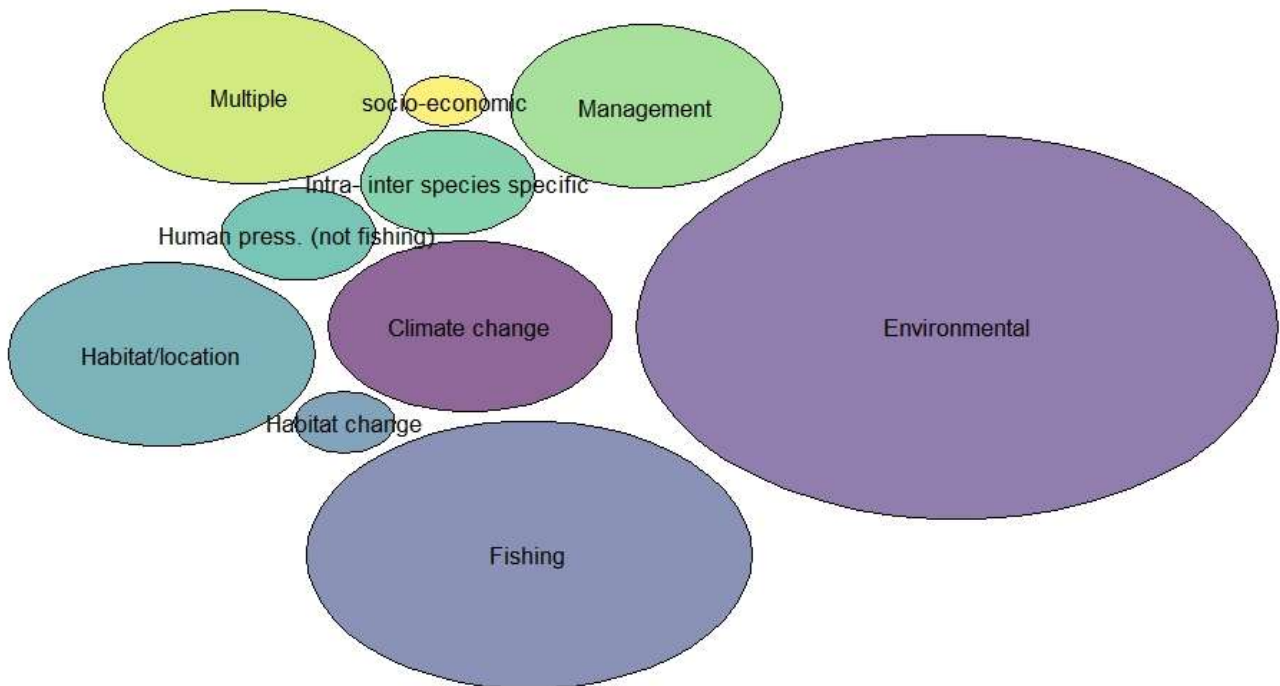 Multiple
socio-economic
Management
Intra- inter species specific
Human press. (not fishing)
Climate change
Environmental
Habitat/location
Habitat change
Fishing